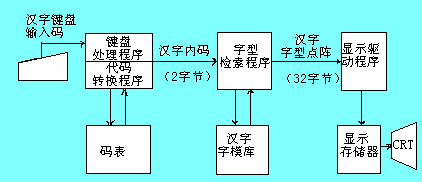 汉字键盘
输入码
键盘
处理程序
代码
转换程序
汉字内码
（2字节）
字型
检索程序
汉字
字型点阵
（32字节）
显示驱
动程序
码表
汉字
字模库
显示
存储器
CRT